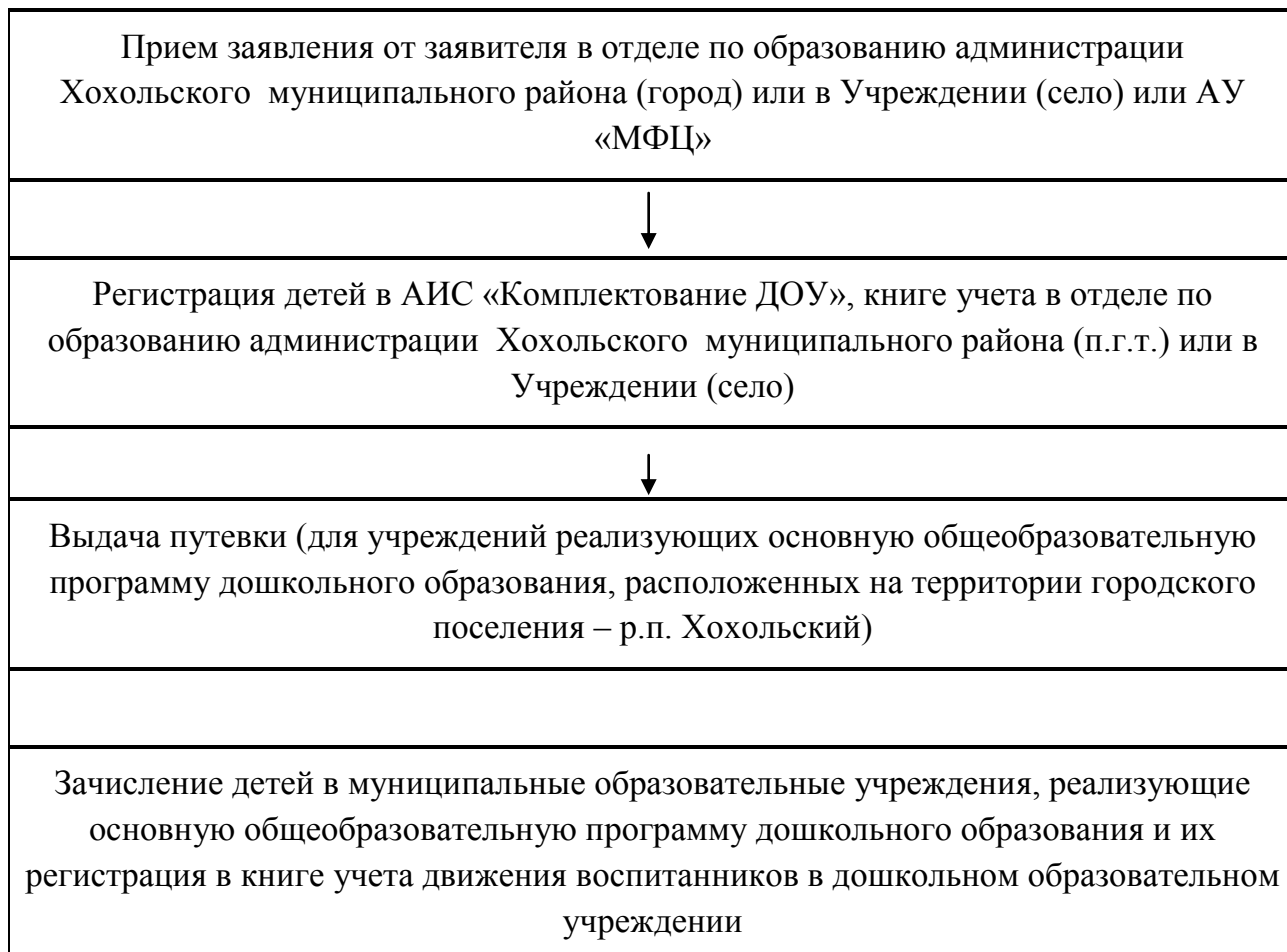 Прием заявления от заявителя в отделе по образованию администрации
Хохольского муниципального района (город) или в Учреждении (село) или АУ
«МФЦ»
Регистрация детей в АИС «Комплектование ДОУ», книге учета в отделе по
образованию администрации Хохольского муниципального района (п.г.т.) или в
Учреждении (село)
Выдача путевки (для учреждений реализующих основную общеобразовательную
программу дошкольного образования, расположенных на территории городского
поселения – р.п. Хохольский)
Зачисление детей в муниципальные образовательные учреждения, реализующие
основную общеобразовательную программу дошкольного образования и их
регистрация в книге учета движения воспитанников в дошкольном образовательном
учреждении